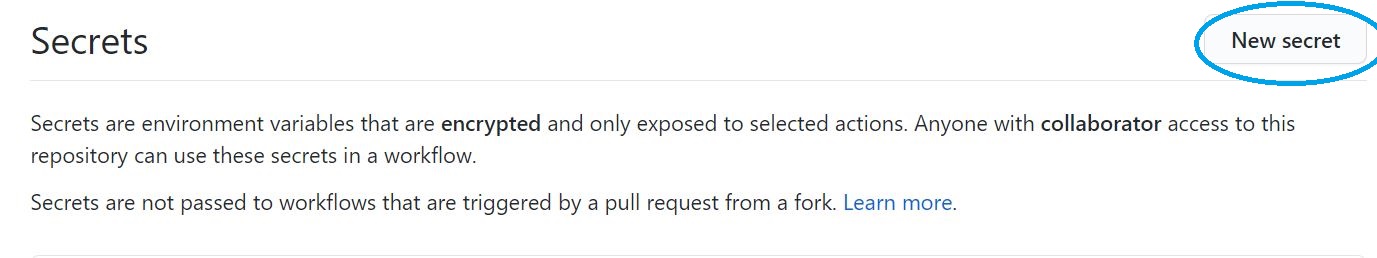 Secrets
New secret
Secrets are environment variables that are encrypted and only exposed to selected actions. Anyone with collaborator access to this
repository can use these secrets in a workflow.
Secrets are not passed to workflows that are triggered by a pull request from a fork. Learn more.